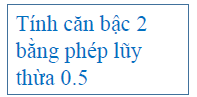 Tính căn bậc 2
bằng phép lũy
thừa 0.5